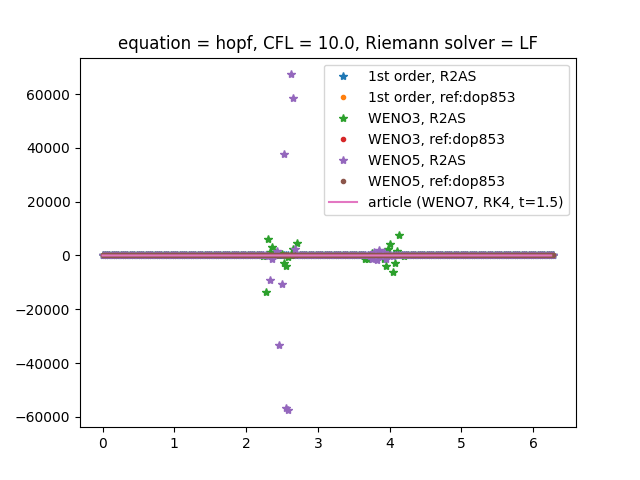 equation = hopf, CFL = 10.0, Riemann solver = LF
1st order, R2AS
1st order, ref:dop853
WENO3, R2AS
WENO3, ref:dop853
WENO5, R2AS
WENO5, ref:dop853
article (WENO7, RK4, t=1.5)
60000
40000
20000
0
−20000
−40000
−60000
0 1 2 3 4 5 6